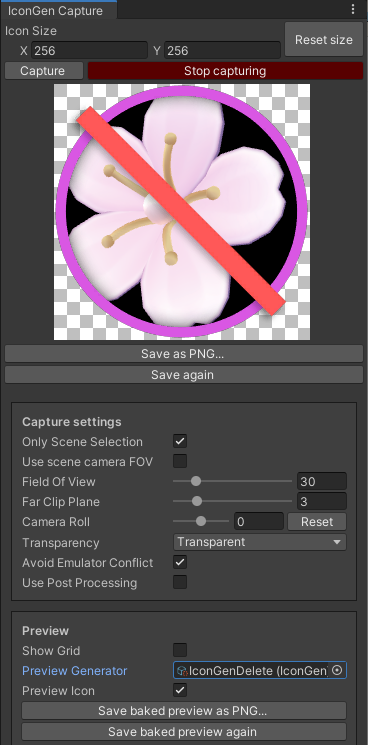 IconGen Capture
Icon Size
X 256 Y 256 Reset size
Capture Stop capturing
Save as PNG...
Save again
Capture settings
Only Scene Selection
Use scene camera FOV
Field Of View 30
Far Clip Plane 3
Camera Roll 0 Reset
Transparency Transparent
Avoid Emulator Conflict
Use Post Processing
Preview
Show Grid
Preview Generator IconGenDelete (IconGen
Preview Icon
Save baked preview as PNG...
Save baked preview again